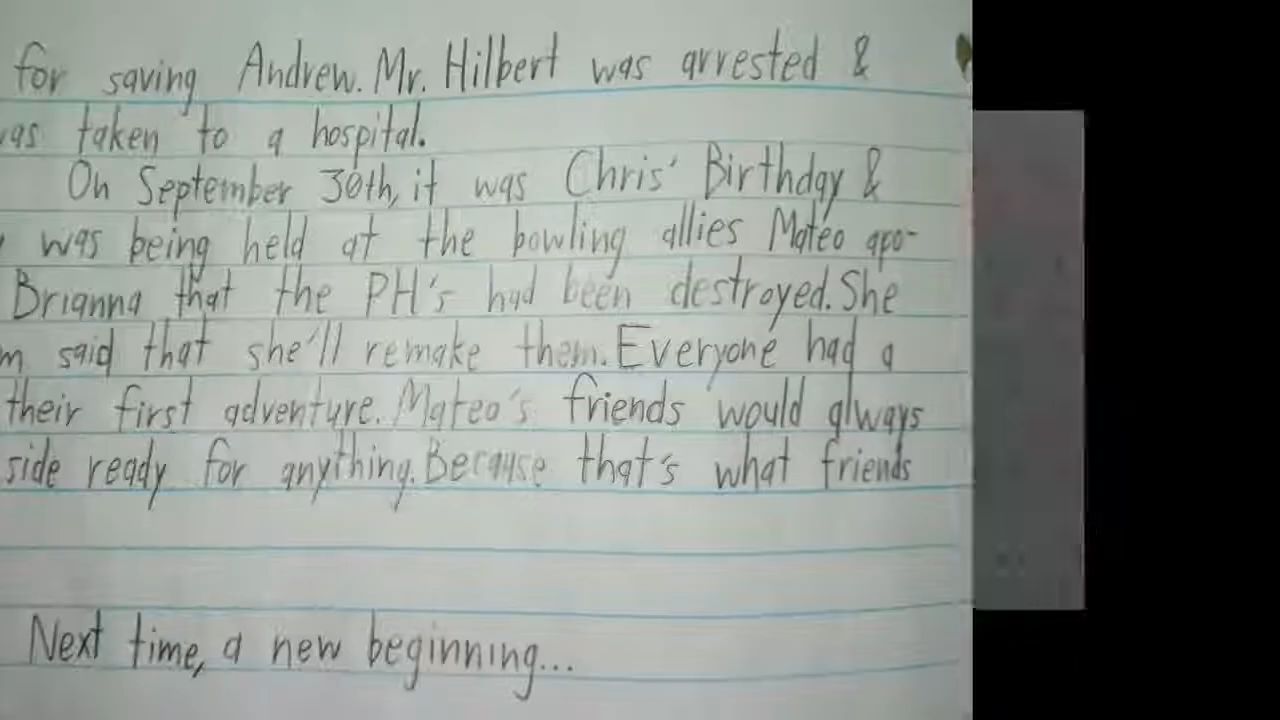 for saving Andrew. Mr. Hilbert was arrested &
was taken to a hospital.
On September 30th, it was Chris' Birthday &
was being held at the bowling allies Mateo apo-
Brianna that the PH's had been destroyed. She
said that she'll remake them. Everyone had a
their first adventure. Mateo's friends would always
side ready for anything. Because that's what friends
Next time, a new beginning...